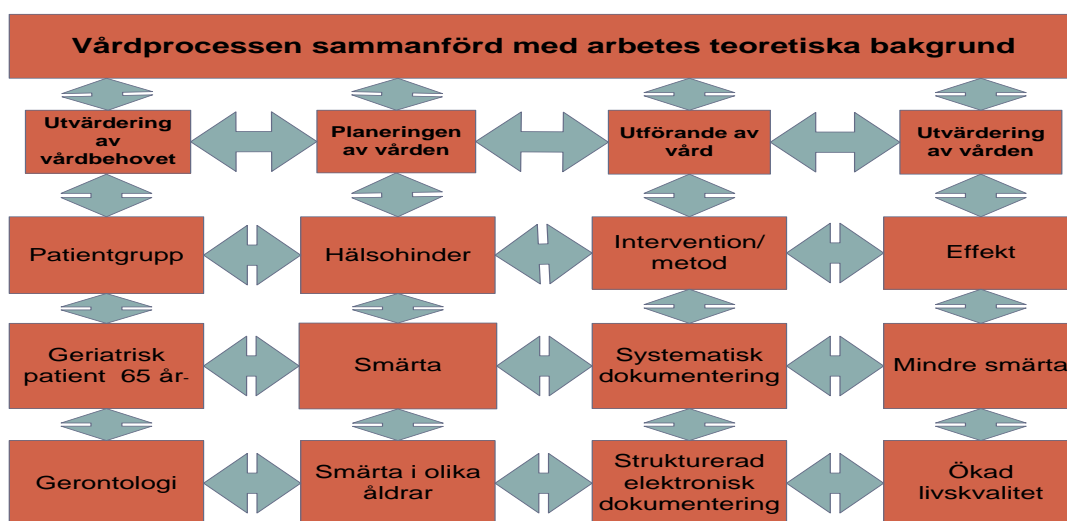 Vårdprocessen sammanförd med arbetes teoretiska bakgrund
Utvärdering
av
vårdbehovet
Planeringen
av vården
Utförande av
vård
Utvärdering
av vården
Patientgrupp
Hälsohinder
Intervention/
metod
Effekt
Geriatrisk
patient 65 år-
Smärta
Systematisk
dokumentering
Mindre smärta
Gerontologi
Smärta i olika
åldrar
Strukturerad
elektronisk
dokumentering
Ökad
livskvalitet